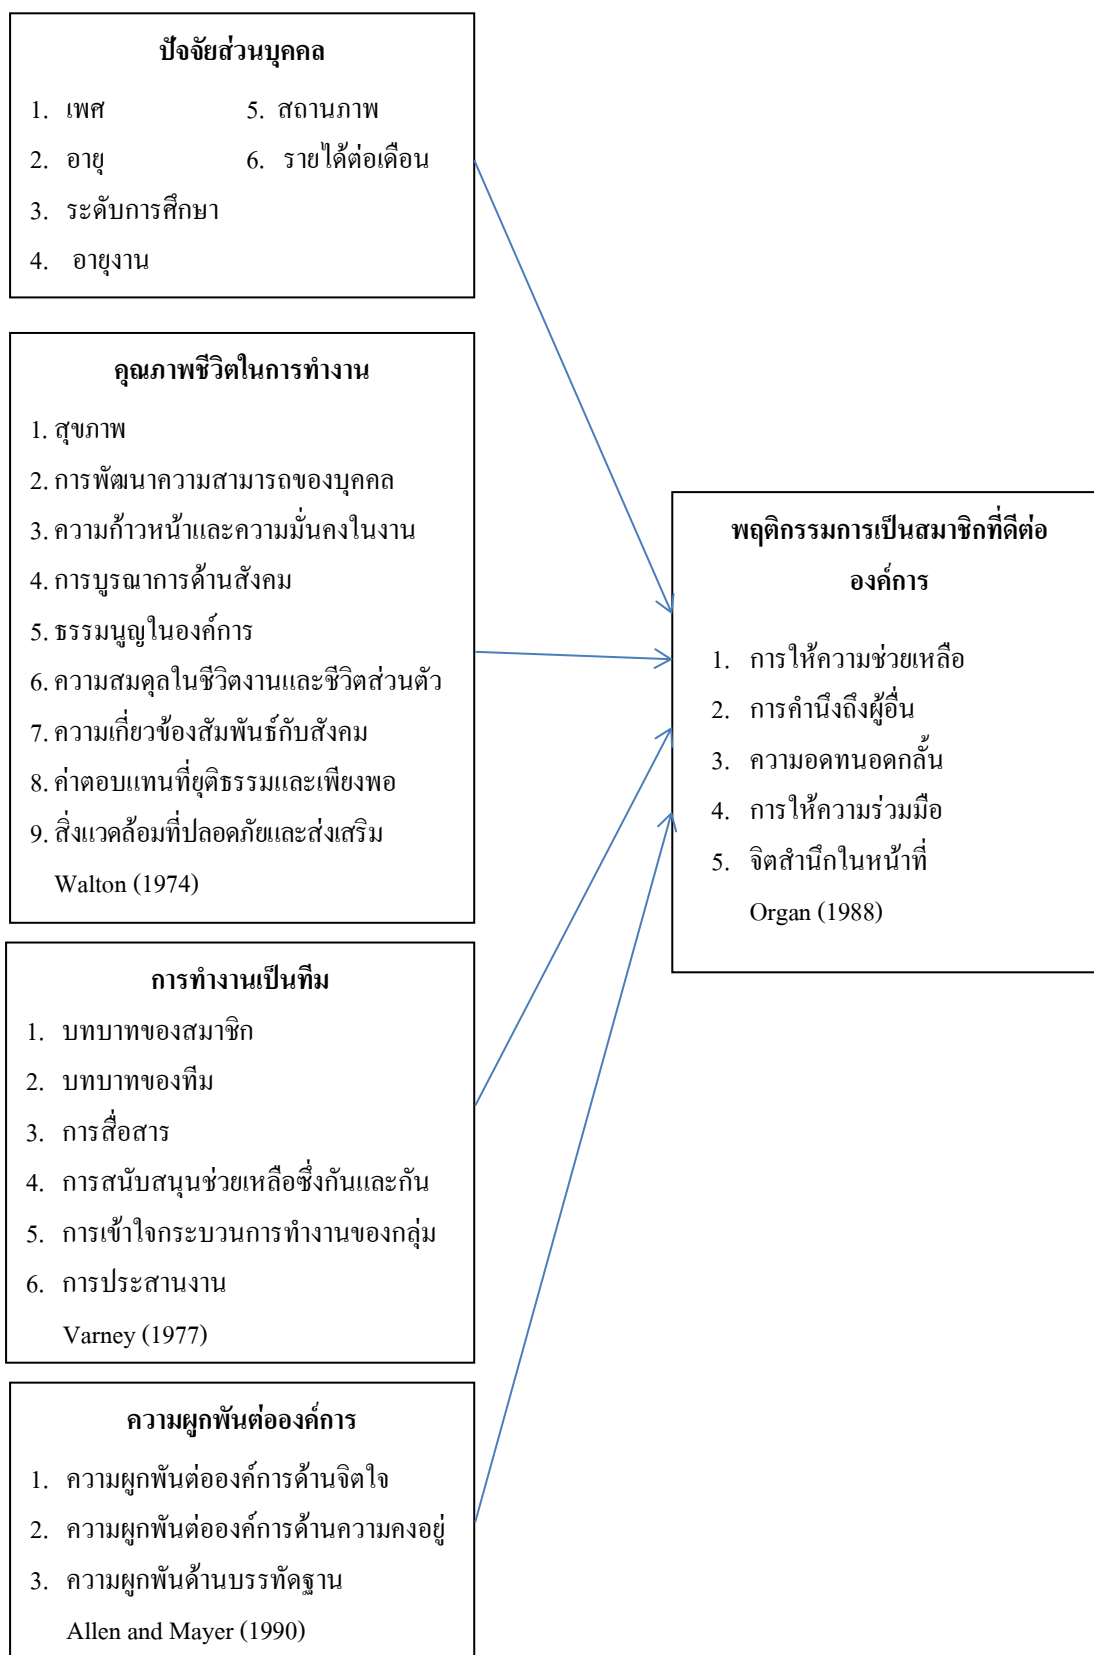 ปัจจัยส่วนบุคคล
1. เพศ
2. อายุ
3. ระดับการศึกษา
4. อายุงาน
5. สถานภาพ
6. รายได้ต่อเดือน
คุณภาพชีวิตในการทำงาน
1. สุขภาพ
2. การพัฒนาความสามารถของบุคคล
3. ความก้าวหน้าและความมั่นคงในงาน
4. การบูรณาการด้านสังคม
5. ธรรมนูญในองค์การ
6. ความสมดุลในชีวิตงานและชีวิตส่วนตัว
7. ความเกี่ยวข้องสัมพันธ์กับสังคม
8. ค่าตอบแทนที่ยุติธรรมและเพียงพอ
9. สิ่งแวดล้อมที่ปลอดภัยและส่งเสริม
Walton (1974)
การทำงานเป็นทีม
1. บทบาทของสมาชิก
2. บทบาทของทีม
3. การสื่อสาร
4. การสนับสนุนช่วยเหลือซึ่งกันและกัน
5. การเข้าใจกระบวนการทำงานของกลุ่ม
6. การประสานงาน
Varney (1977)
ความผูกพันต่อองค์การ
1. ความผูกพันต่อองค์การด้านจิตใจ
2. ความผูกพันต่อองค์การด้านความคงอยู่
3. ความผูกพันด้านบรรทัดฐาน
Allen and Mayer (1990)
พฤติกรรมการเป็นสมาชิกที่ดีต่อ
องค์การ
1. การให้ความช่วยเหลือ
2. การคำนึงถึงผู้อื่น
3. ความอดทนอดกลั้น
4. การให้ความร่วมมือ
5. จิตสำนึกในหน้าที่
Organ (1988)